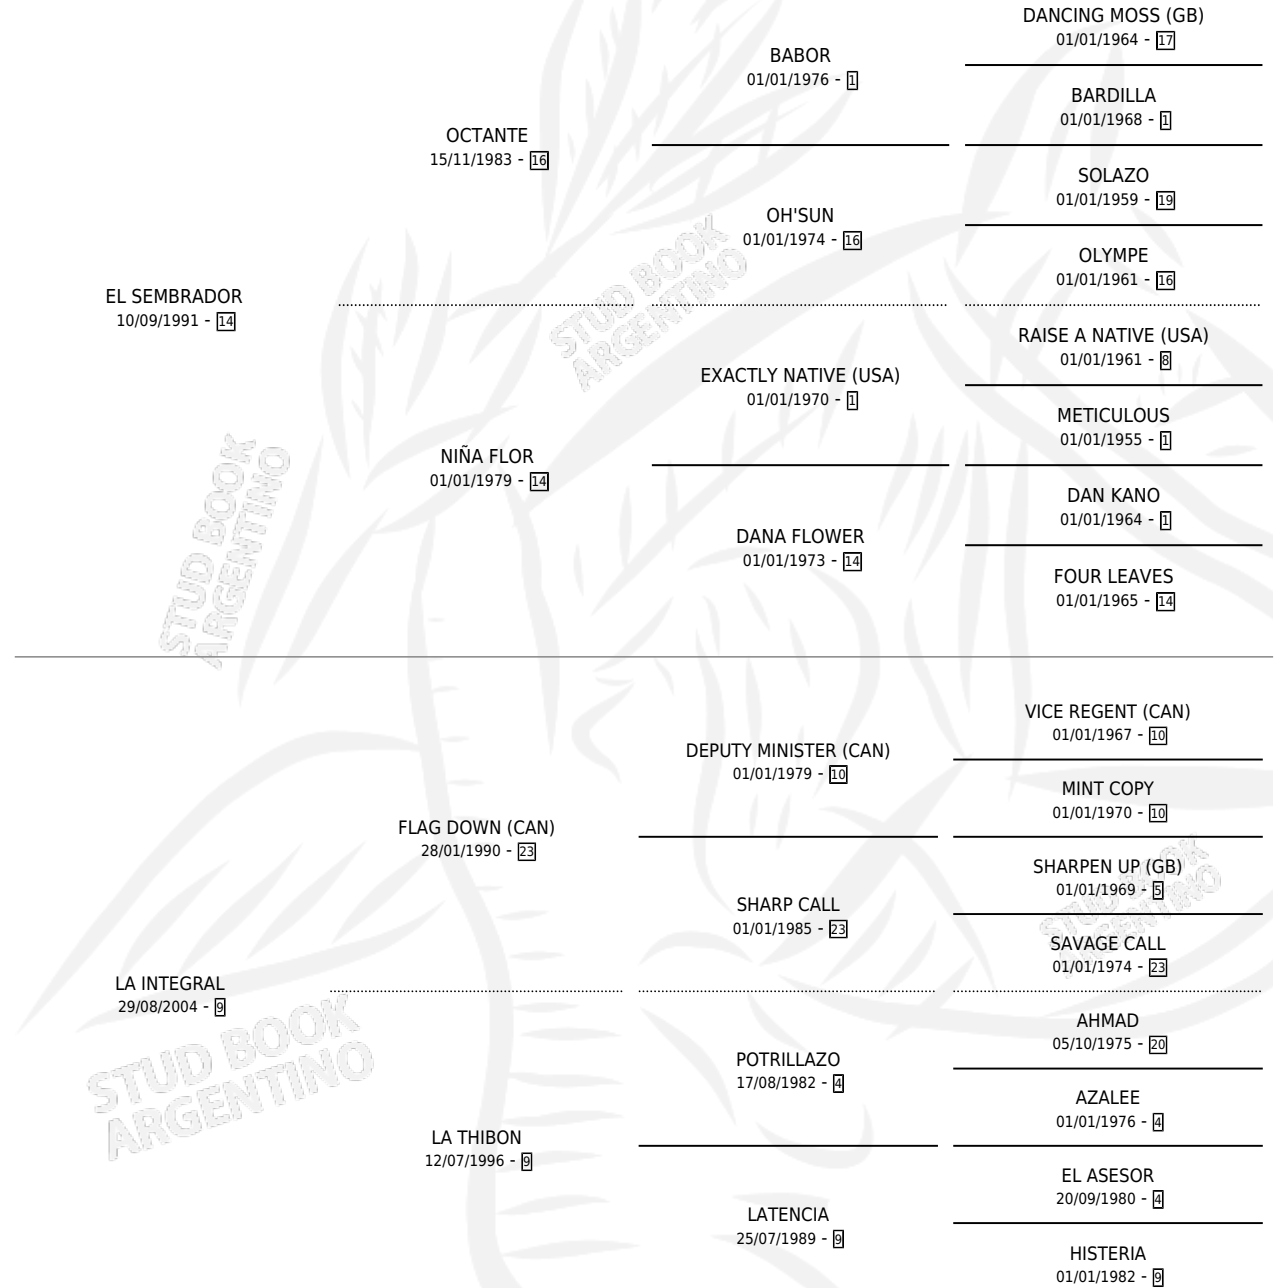 DANCING MOSS (GB)
01/01/1964 - 17
BABOR
01/01/1976 - 1
BARDILLA
01/01/1968 - 1
OCTANTE
15/11/1983 - 16
SOLAZO
01/01/1959 - 19
OH'SUN
01/01/1974 - 16
OLYMPE
01/01/1961 - 16
EL SEMBRADOR
10/09/1991 - 14
RAISE A NATIVE (USA)
01/01/1961 - 8
EXACTLY NATIVE (USA)
01/01/1970 - 1
METICULOUS
01/01/1955 - 1
NIÑA FLOR
01/01/1979 - 14
DAN KANO
01/01/1964 - 1
DANA FLOWER
01/01/1973 - 14
FOUR LEAVES
01/01/1965 - 14
STUD BOOK
ARGENTINO
STUD BOOK
ARGENTINO
VICE REGENT (CAN)
01/01/1967 - 10
DEPUTY MINISTER (CAN)
01/01/1979 - 10
MINT COPY
01/01/1970 - 10
FLAG DOWN (CAN)
28/01/1990 - 23
SHARPEN UP (GB)
01/01/1969 - 5
SHARP CALL
01/01/1985 - 23
SAVAGE CALL
01/01/1974 - 23
STUD BOOK
ARGENTINO
LA INTEGRAL
29/08/2004 - 9
AHMAD
05/10/1975 - 20
POTRILLAZO
17/08/1982 - 4
AZALEE
01/01/1976 - 4
LA THIBON
12/07/1996 - 9
EL ASESOR
20/09/1980 - 4
LATENCIA
25/07/1989 - 9
HISTERIA
01/01/1982 - 9
STUD BOOK
ARGENTINO